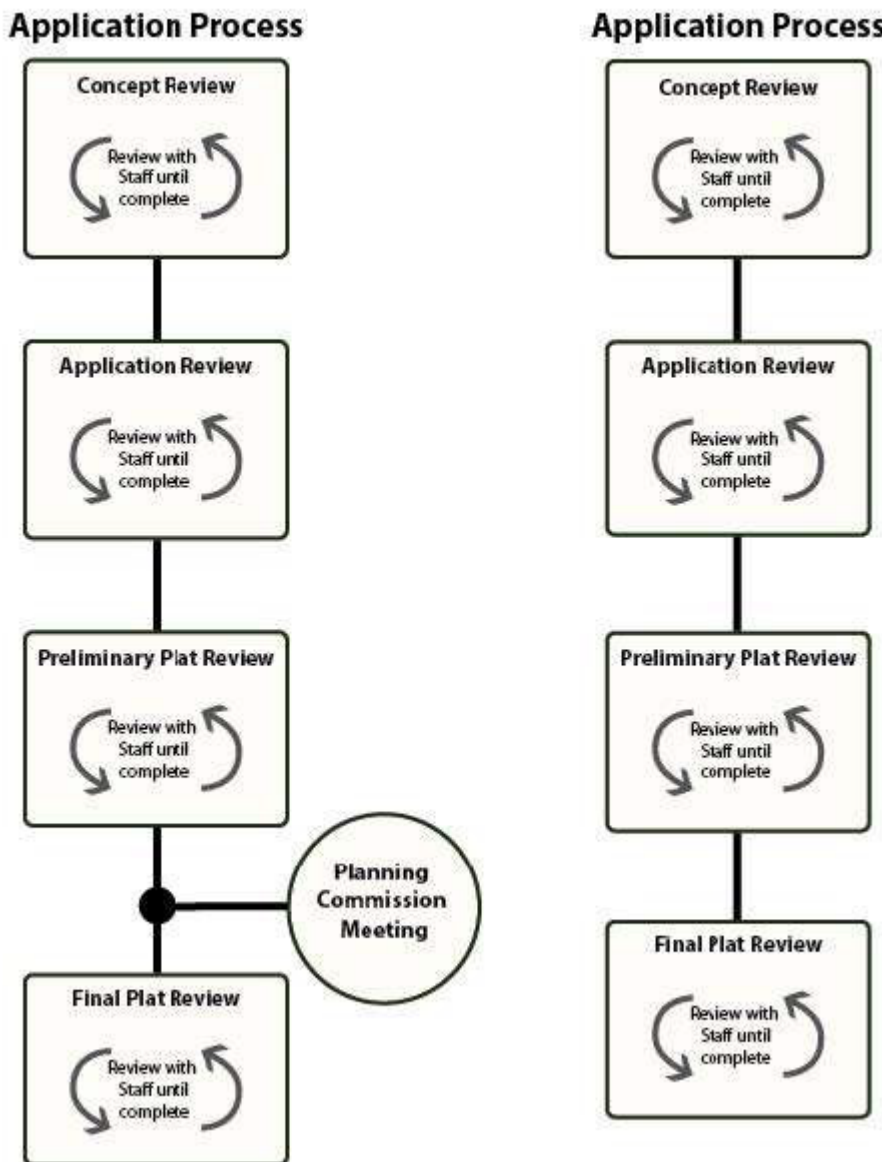 Application Process
Concept Review
Review with
Staff until
complete
Application Review
Review with
Staff until
complete
Preliminary Plat Review
Review with
Staff until
complete
Planning
Commission
Meeting
Final Plat Review
Review with
Staff until
complete
Application Process
Concept Review
Review with
Staff until
complete
Application Review
Review with
Staff until
complete
Preliminary Plat Review
Review with
Staff until
complete
Final Plat Review
Review with
Staff until
complete